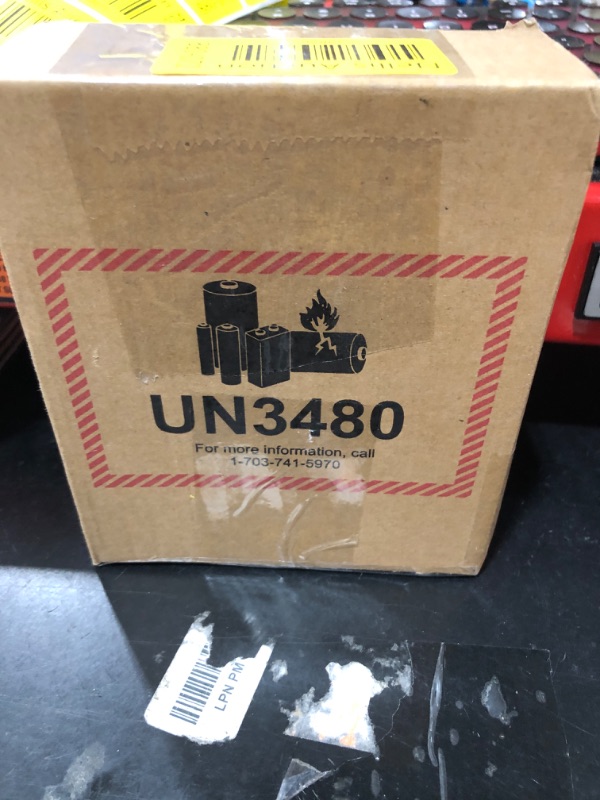 UN3480
For more information, call
1-703-741-5970
LPN PM